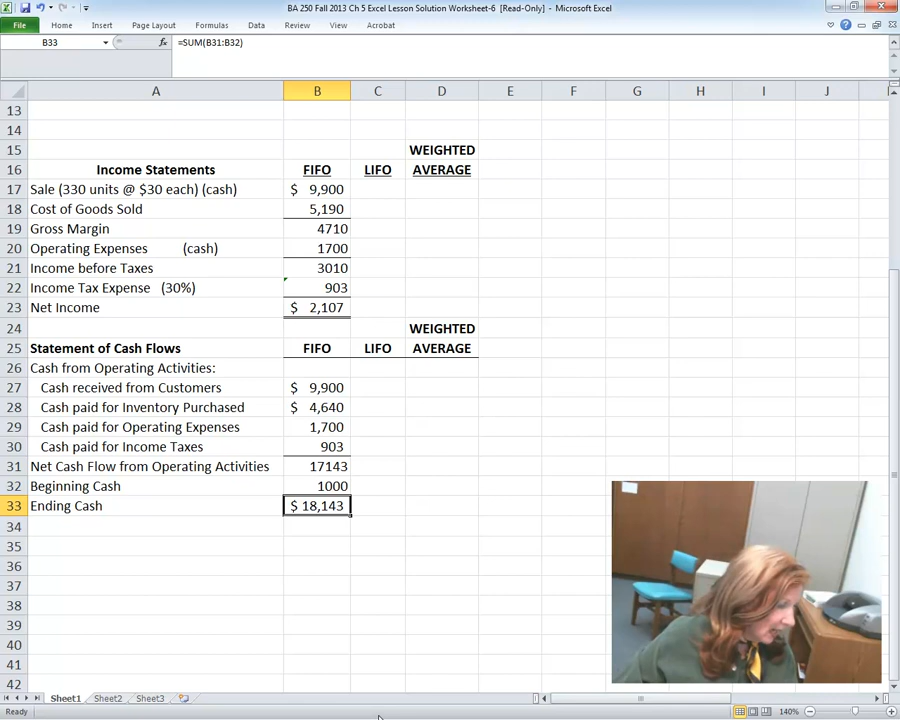 BA 250 Fall 2013 Ch 5 Excel Lesson Solution Worksheet-6 [Read-Only] - Microsoft Excel
File Home Insert Page Layout Formulas Data Review View Acrobat
B33 fx =SUM(B31:B32)
A B C D E F G H I J
13
14
15 WEIGHTED
16 Income Statements FIFO LIFO AVERAGE
17 Sale (330 units @ $30 each) (cash) $ 9,900
18 Cost of Goods Sold 5,190
19 Gross Margin 4710
20 Operating Expenses (cash) 1700
21 Income before Taxes 3010
22 Income Tax Expense (30%) 903
23 Net Income $ 2,107
24 WEIGHTED
25 Statement of Cash Flows FIFO LIFO AVERAGE
26 Cash from Operating Activities:
27 Cash received from Customers $ 9,900
28 Cash paid for Inventory Purchased $ 4,640
29 Cash paid for Operating Expenses 1,700
30 Cash paid for Income Taxes 903
31 Net Cash Flow from Operating Activities 17143
32 Beginning Cash 1000
33 Ending Cash $ 18,143
34
35
36
37
38
39
40
41
42
Sheet1 Sheet2 Sheet3
Ready 140%